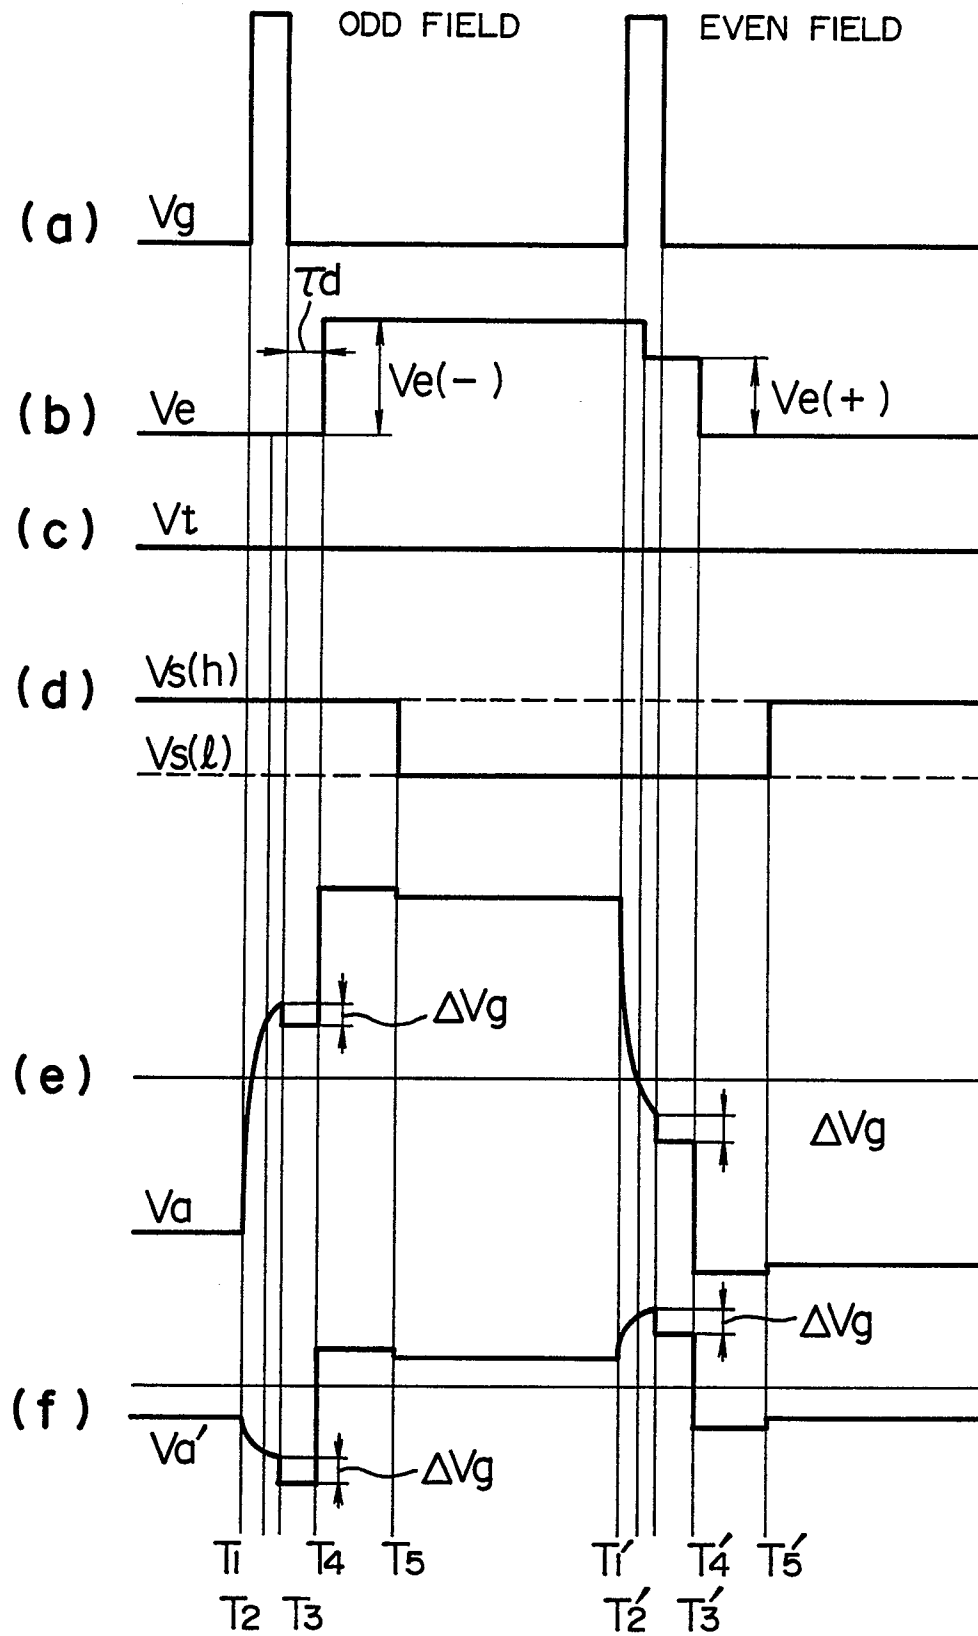 ODD FIELD EVEN FIELD
(a) Vg
τd
(b) Ve Ve(−) Ve(+)
(c) Vt
(d) Vs(h)
Vs(ℓ)
ΔVg
(e) ΔVg
Va
ΔVg
(f) Va′ ΔVg
T1 T4 T5 T1′ T4′ T5′
T2 T3 T2′ T3′